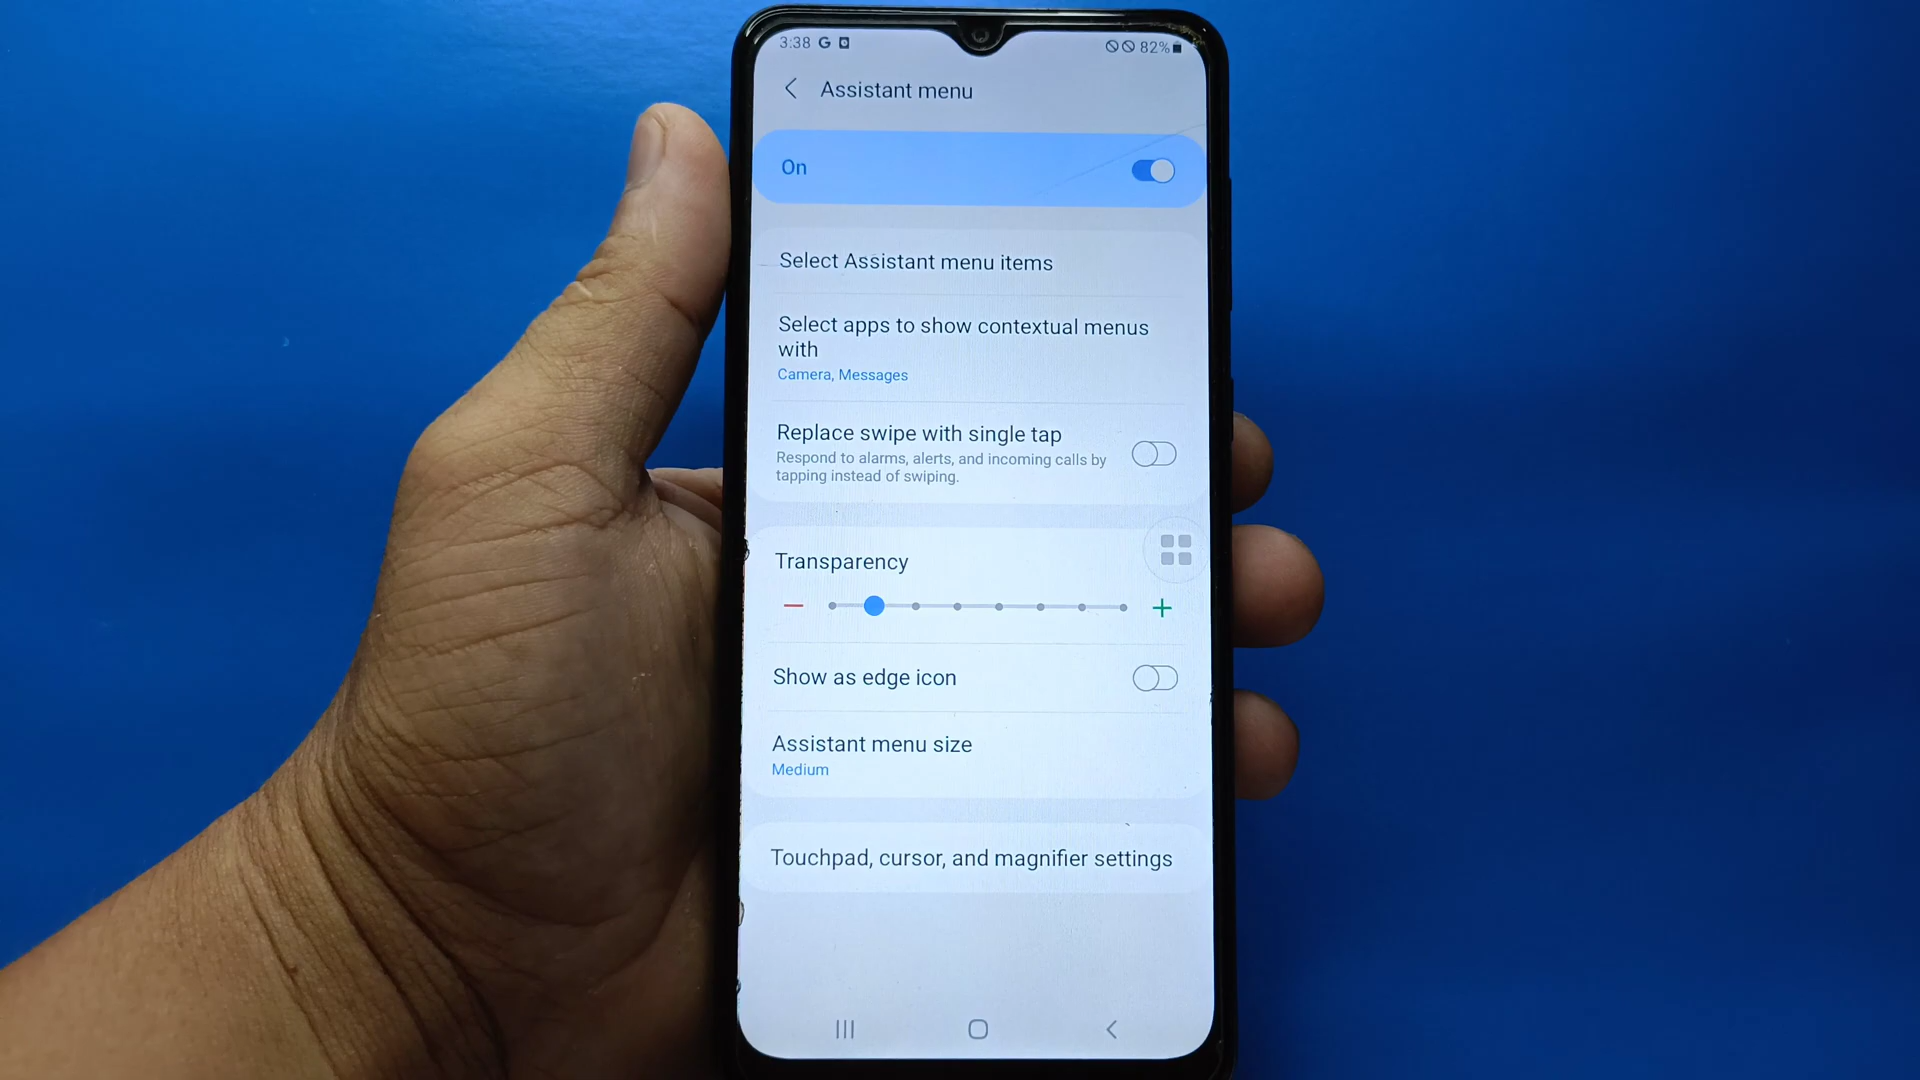 3:38 G
82%
Assistant menu
On
Select Assistant menu items
Select apps to show contextual menus
with
Camera, Messages
Replace swipe with single tap
Respond to alarms, alerts, and incoming calls by
tapping instead of swiping.
Transparency
Show as edge icon
Assistant menu size
Medium
Touchpad, cursor, and magnifier settings